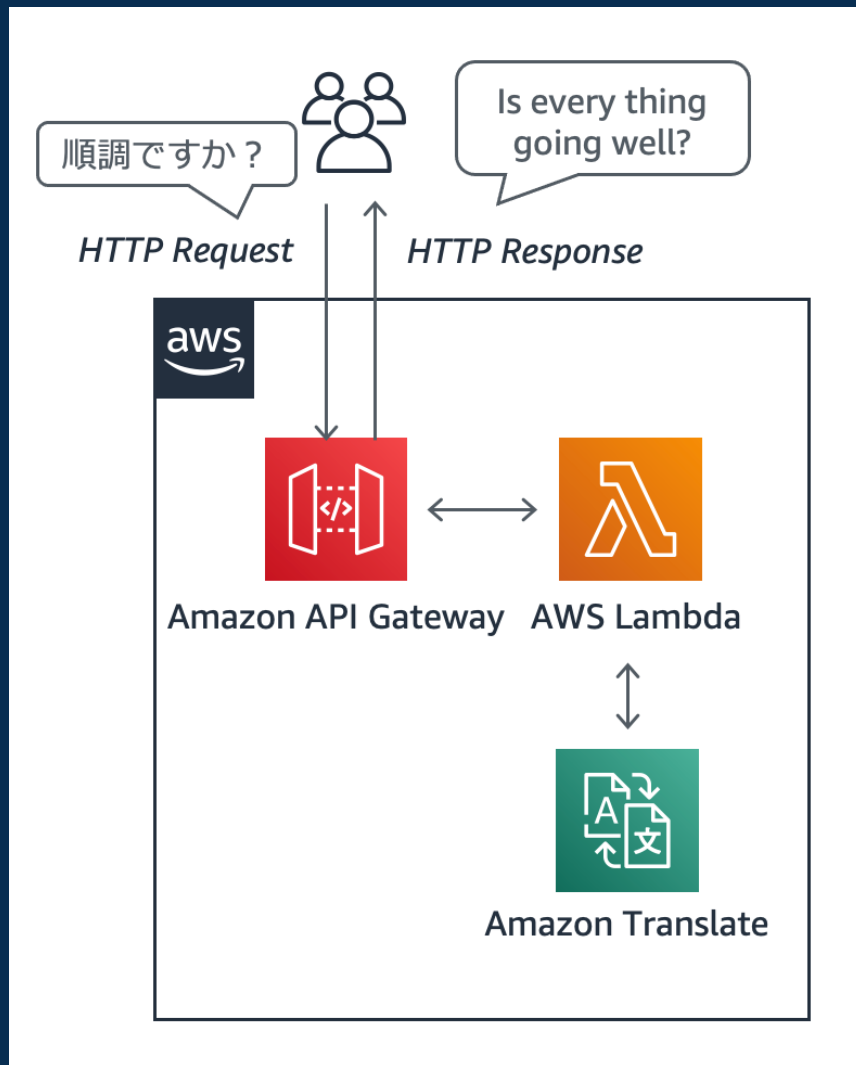 順調ですか？
Is every thing
going well?
HTTP Request
HTTP Response
aws
</>
Amazon API Gateway
AWS Lambda
A
文
Amazon Translate